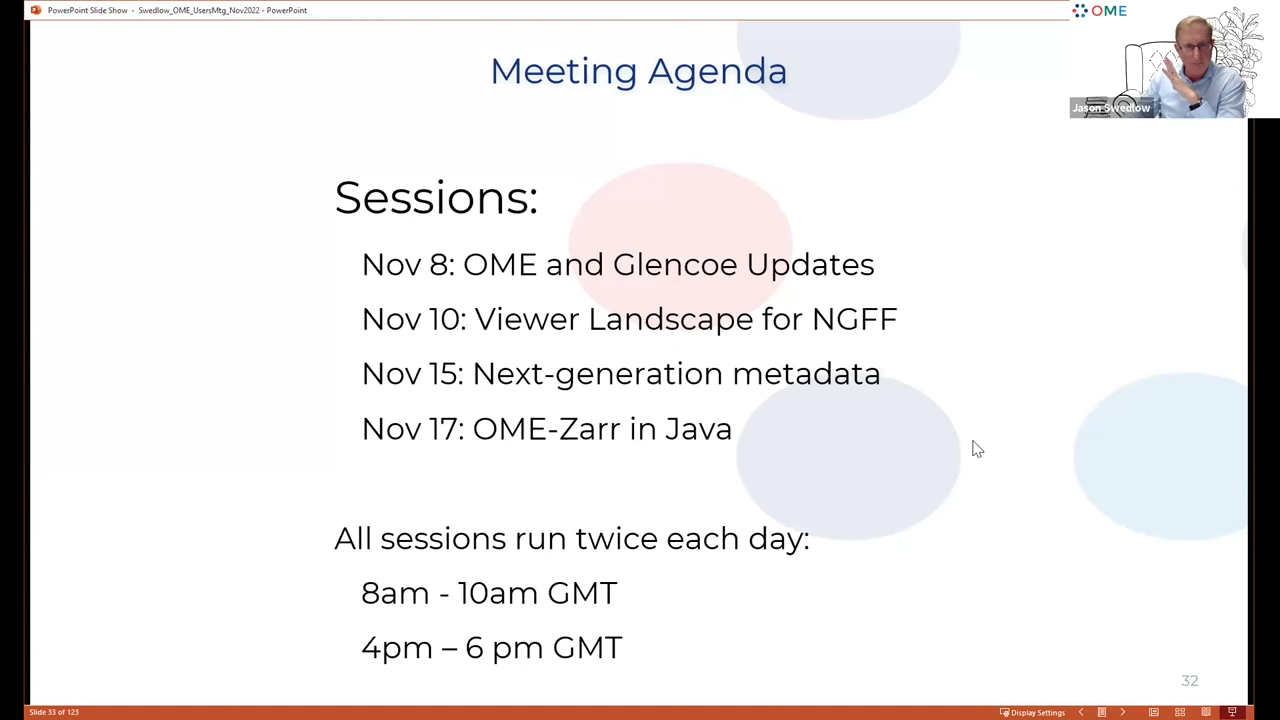 PowerPoint Slide Show - Swedlow_OME_UsersMtg_Nov2022 - PowerPoint
OME
Meeting Agenda
Jason Swedlow
Sessions:
Nov 8: OME and Glencoe Updates
Nov 10: Viewer Landscape for NGFF
Nov 15: Next-generation metadata
Nov 17: OME-Zarr in Java
All sessions run twice each day:
8am - 10am GMT
4pm – 6 pm GMT
32
Slide 33 of 123
Display Settings